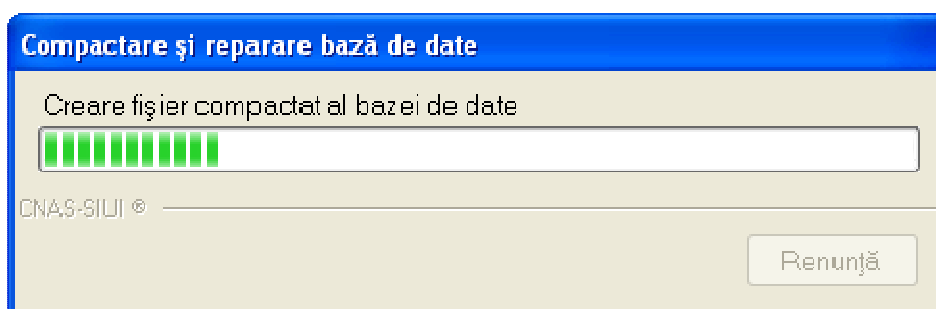 Compactare şi reparare bază de date
Creare fişier compactat al bazei de date
CNAS-SIUI ®
Renunţă